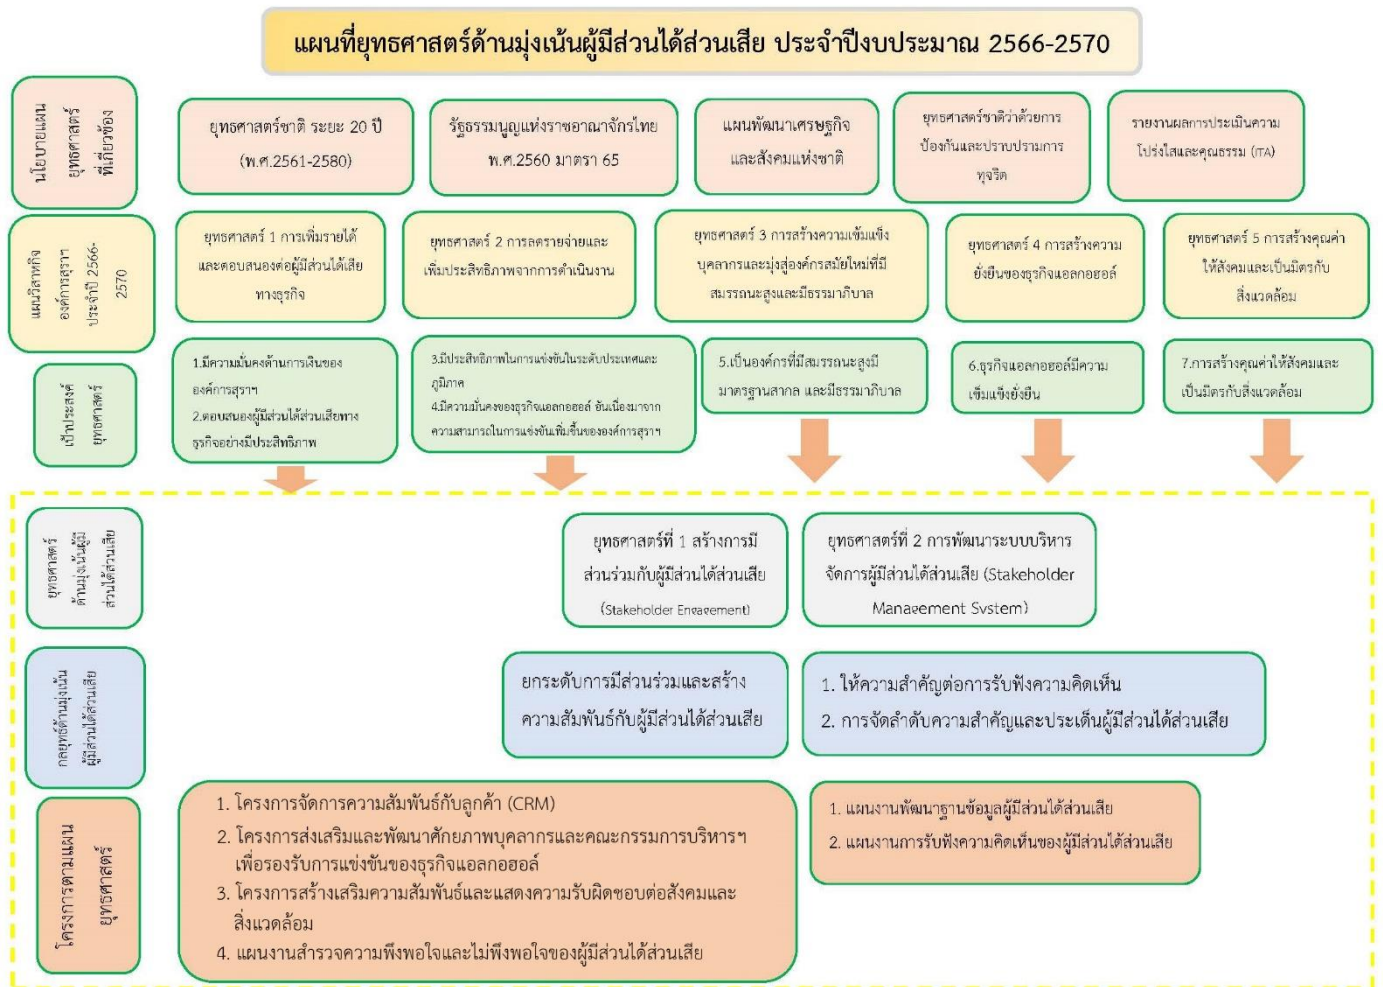 แผนที่ยุทธศาสตร์ด้านมุ่งเน้นผู้มีส่วนได้ส่วนเสีย ประจำปีงบประมาณ 2566-2570
นโยบายแผน
ยุทธศาสตร์
ที่เกี่ยวข้อง
ยุทธศาสตร์ชาติ ระยะ 20 ปี
(พ.ศ.2561-2580)
รัฐธรรมนูญแห่งราชอาณาจักรไทย
พ.ศ.2560 มาตรา 65
แผนพัฒนาเศรษฐกิจ
และสังคมแห่งชาติ
ยุทธศาสตร์ชาติว่าด้วยการ
ป้องกันและปราบปรามการ
ทุจริต
รายงานผลการประเมินความ
โปร่งใสและคุณธรรม (ITA)
แผนวิสาหกิจ
องค์การสุราฯ
ประจำปี 2566-
2570
ยุทธศาสตร์ 1 การเพิ่มรายได้
และตอบสนองต่อผู้มีส่วนได้เสีย
ทางธุรกิจ
ยุทธศาสตร์ 2 การลดรายจ่ายและ
เพิ่มประสิทธิภาพจากการดำเนินงาน
ยุทธศาสตร์ 3 การสร้างความเข้มแข็ง
บุคลากรและมุ่งสู่องค์กรสมัยใหม่ที่มี
สมรรถนะสูงและมีธรรมาภิบาล
ยุทธศาสตร์ 4 การสร้างความ
ยั่งยืนของธุรกิจแอลกอฮอล์
ยุทธศาสตร์ 5 การสร้างคุณค่า
ให้สังคมและเป็นมิตรกับ
สิ่งแวดล้อม
เป้าประสงค์
ยุทธศาสตร์
1.มีความมั่นคงด้านการเงินของ
องค์การสุราฯ
2.ตอบสนองผู้มีส่วนได้ส่วนเสียทาง
ธุรกิจอย่างมีประสิทธิภาพ
3.มีประสิทธิภาพในการแข่งขันในระดับประเทศและ
ภูมิภาค
4.มีความมั่นคงของธุรกิจแอลกอฮอล์ อันเนื่องมาจาก
ความสามารถในการแข่งขันเพิ่มขึ้นขององค์การสุราฯ
5.เป็นองค์กรที่มีสมรรถนะสูงมี
มาตรฐานสากล และมีธรรมาภิบาล
6.ธุรกิจแอลกอฮอล์มีความ
เข้มแข็งยั่งยืน
7.การสร้างคุณค่าให้สังคมและ
เป็นมิตรกับสิ่งแวดล้อม
ยุทธศาสตร์
ด้านมุ่งเน้นผู้มี
ส่วนได้ส่วนเสีย
ยุทธศาสตร์ที่ 1 สร้างการมี
ส่วนร่วมกับผู้มีส่วนได้ส่วนเสีย
(Stakeholder Engagement)
ยุทธศาสตร์ที่ 2 การพัฒนาระบบบริหาร
จัดการผู้มีส่วนได้ส่วนเสีย (Stakeholder
Management System)
กลยุทธ์ด้านมุ่งเน้น
ผู้มีส่วนได้ส่วนเสีย
ยกระดับการมีส่วนร่วมและสร้าง
ความสัมพันธ์กับผู้มีส่วนได้ส่วนเสีย
1. ให้ความสำคัญต่อการรับฟังความคิดเห็น
2. การจัดลำดับความสำคัญและประเด็นผู้มีส่วนได้ส่วนเสีย
โครงการตามแผน
ยุทธศาสตร์
1. โครงการจัดการความสัมพันธ์กับลูกค้า (CRM)
2. โครงการส่งเสริมและพัฒนาศักยภาพบุคลากรและคณะกรรมการบริหารฯ
เพื่อรองรับการแข่งขันของธุรกิจแอลกอฮอล์
3. โครงการสร้างเสริมความสัมพันธ์และแสดงความรับผิดชอบต่อสังคมและ
สิ่งแวดล้อม
4. แผนงานสำรวจความพึงพอใจและไม่พึงพอใจของผู้มีส่วนได้ส่วนเสีย
1. แผนงานพัฒนาฐานข้อมูลผู้มีส่วนได้ส่วนเสีย
2. แผนงานการรับฟังความคิดเห็นของผู้มีส่วนได้ส่วนเสีย